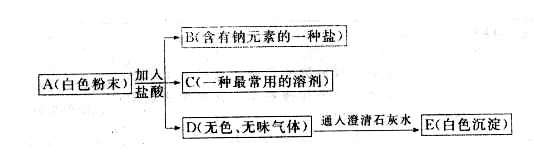 B(含有钠元素的一种盐)
A(白色粉末)
加入
盐酸
C(一种最常用的溶剂)
D(无色、无味气体)
通入澄清石灰水
E(白色沉淀)